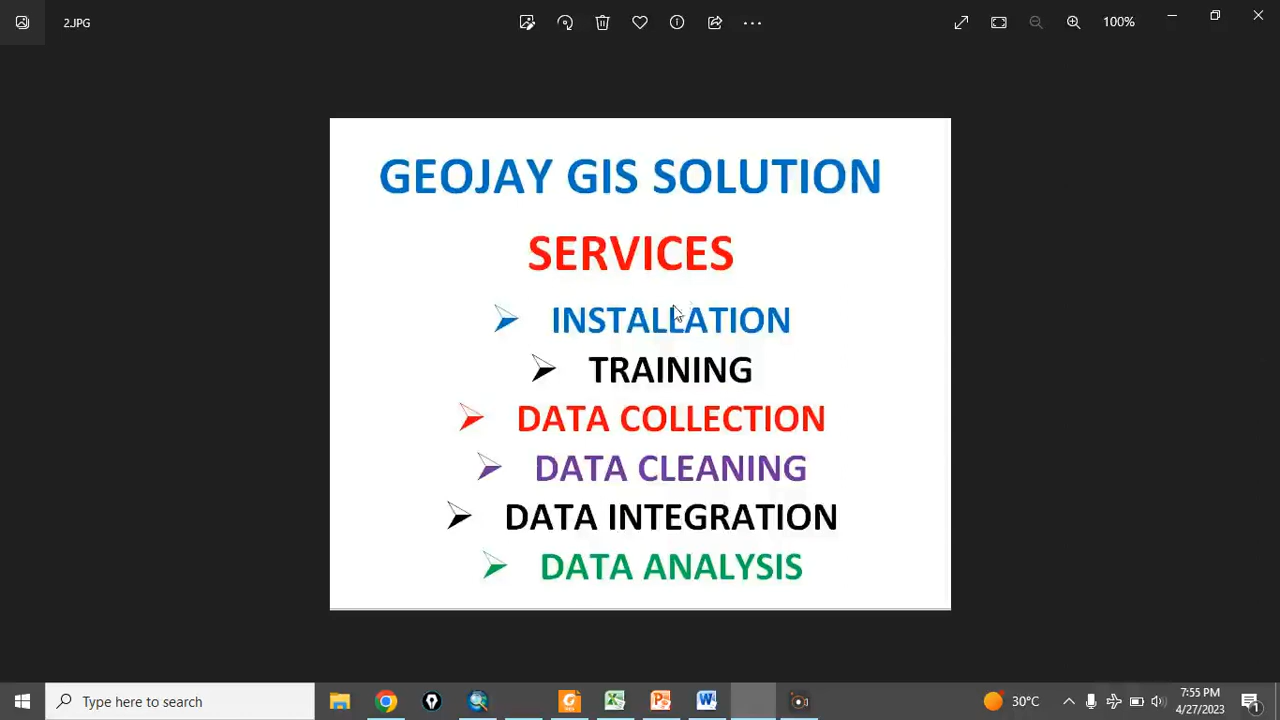 2.JPG
100%
GEOJAY GIS SOLUTION
SERVICES
INSTALLATION
TRAINING
DATA COLLECTION
DATA CLEANING
DATA INTEGRATION
DATA ANALYSIS
Type here to search
30°C
7:55 PM
4/27/2023